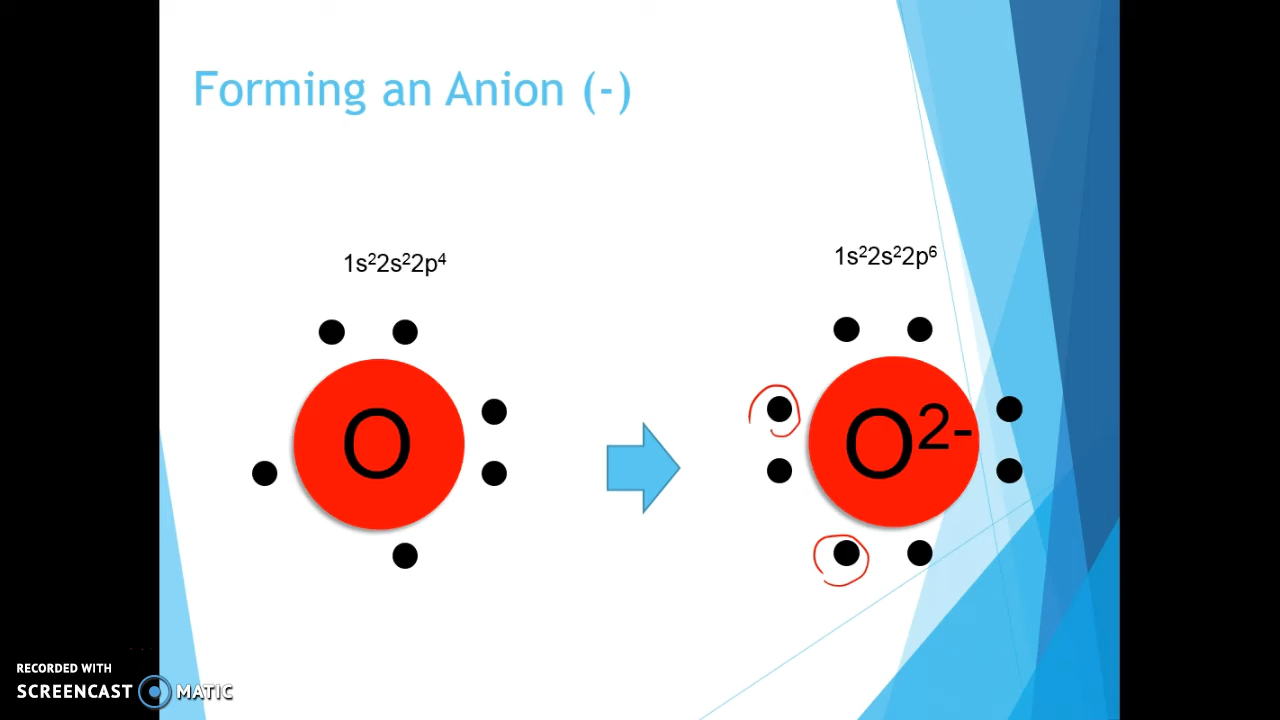 Forming an Anion (-)
1s²2s²2p⁴
1s²2s²2p⁶
O
O²⁻
RECORDED WITH
SCREENCAST MATIC